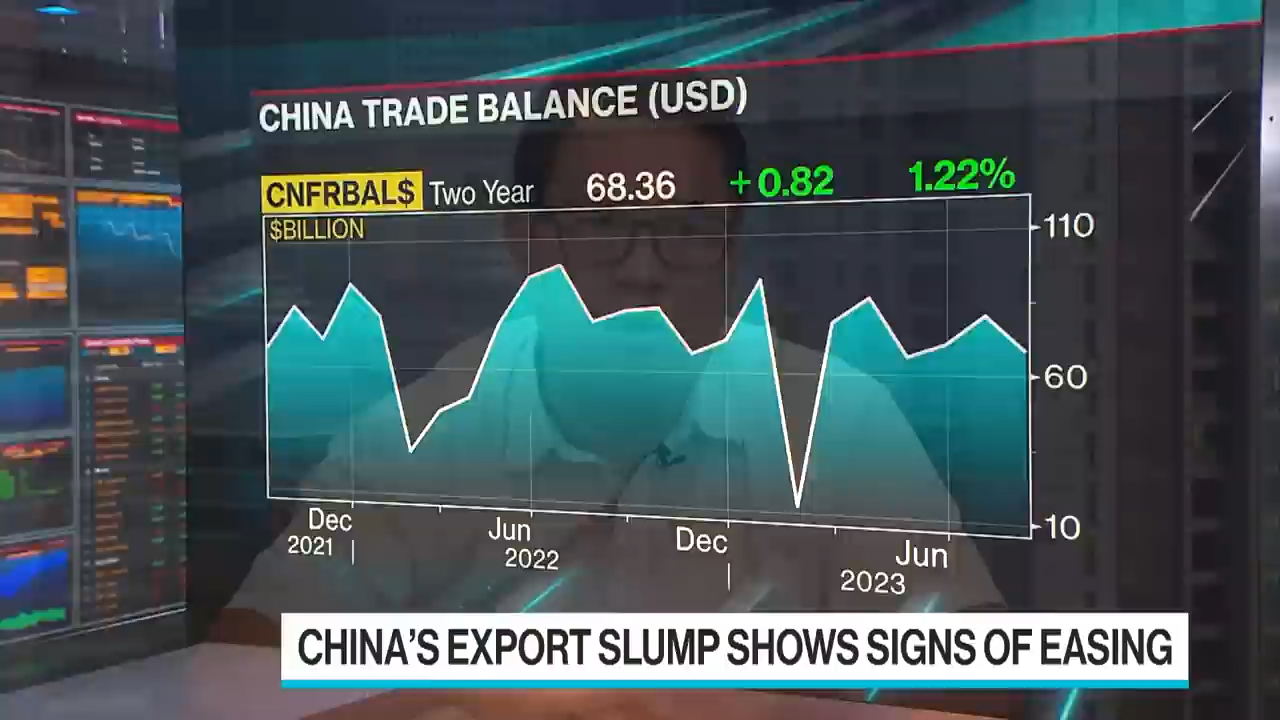 CHINA TRADE BALANCE (USD)
CNFRBAL$ Two Year 68.36 +0.82 1.22%
$BILLION
110
60
10
Dec Jun Dec Jun
2021 2022 2023
CHINA'S EXPORT SLUMP SHOWS SIGNS OF EASING